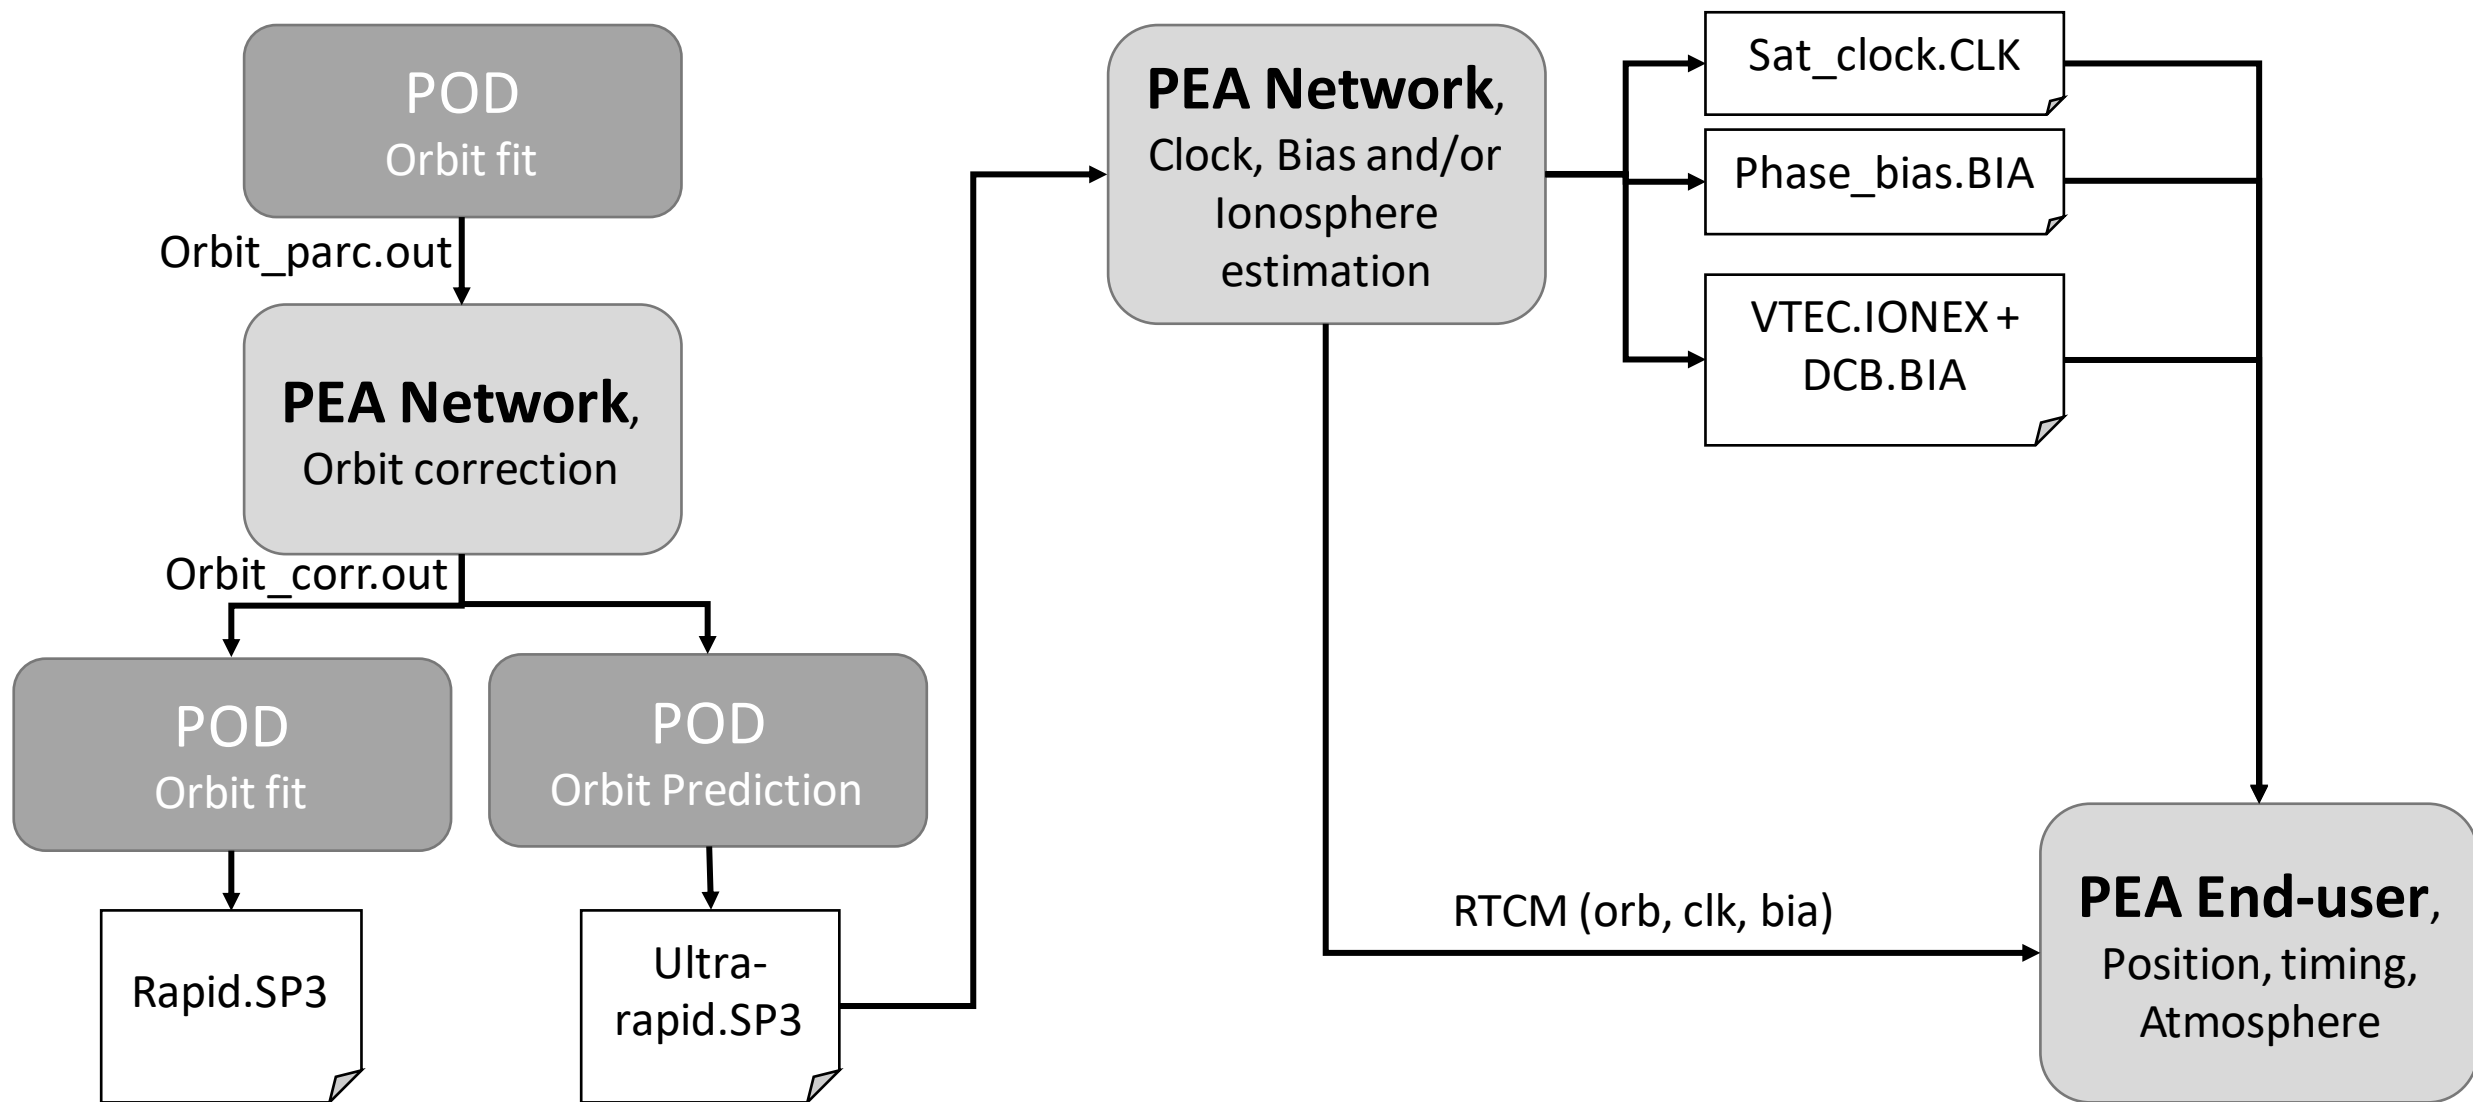 POD
Orbit fit
Orbit_parc.out
PEA Network,
Orbit correction
Orbit_corr.out
POD
Orbit fit
POD
Orbit Prediction
Rapid.SP3
Ultra-
rapid.SP3
PEA Network,
Clock, Bias and/or
Ionosphere
estimation
Sat_clock.CLK
Phase_bias.BIA
VTEC.IONEX +
DCB.BIA
RTCM (orb, clk, bia)
PEA End-user,
Position, timing,
Atmosphere